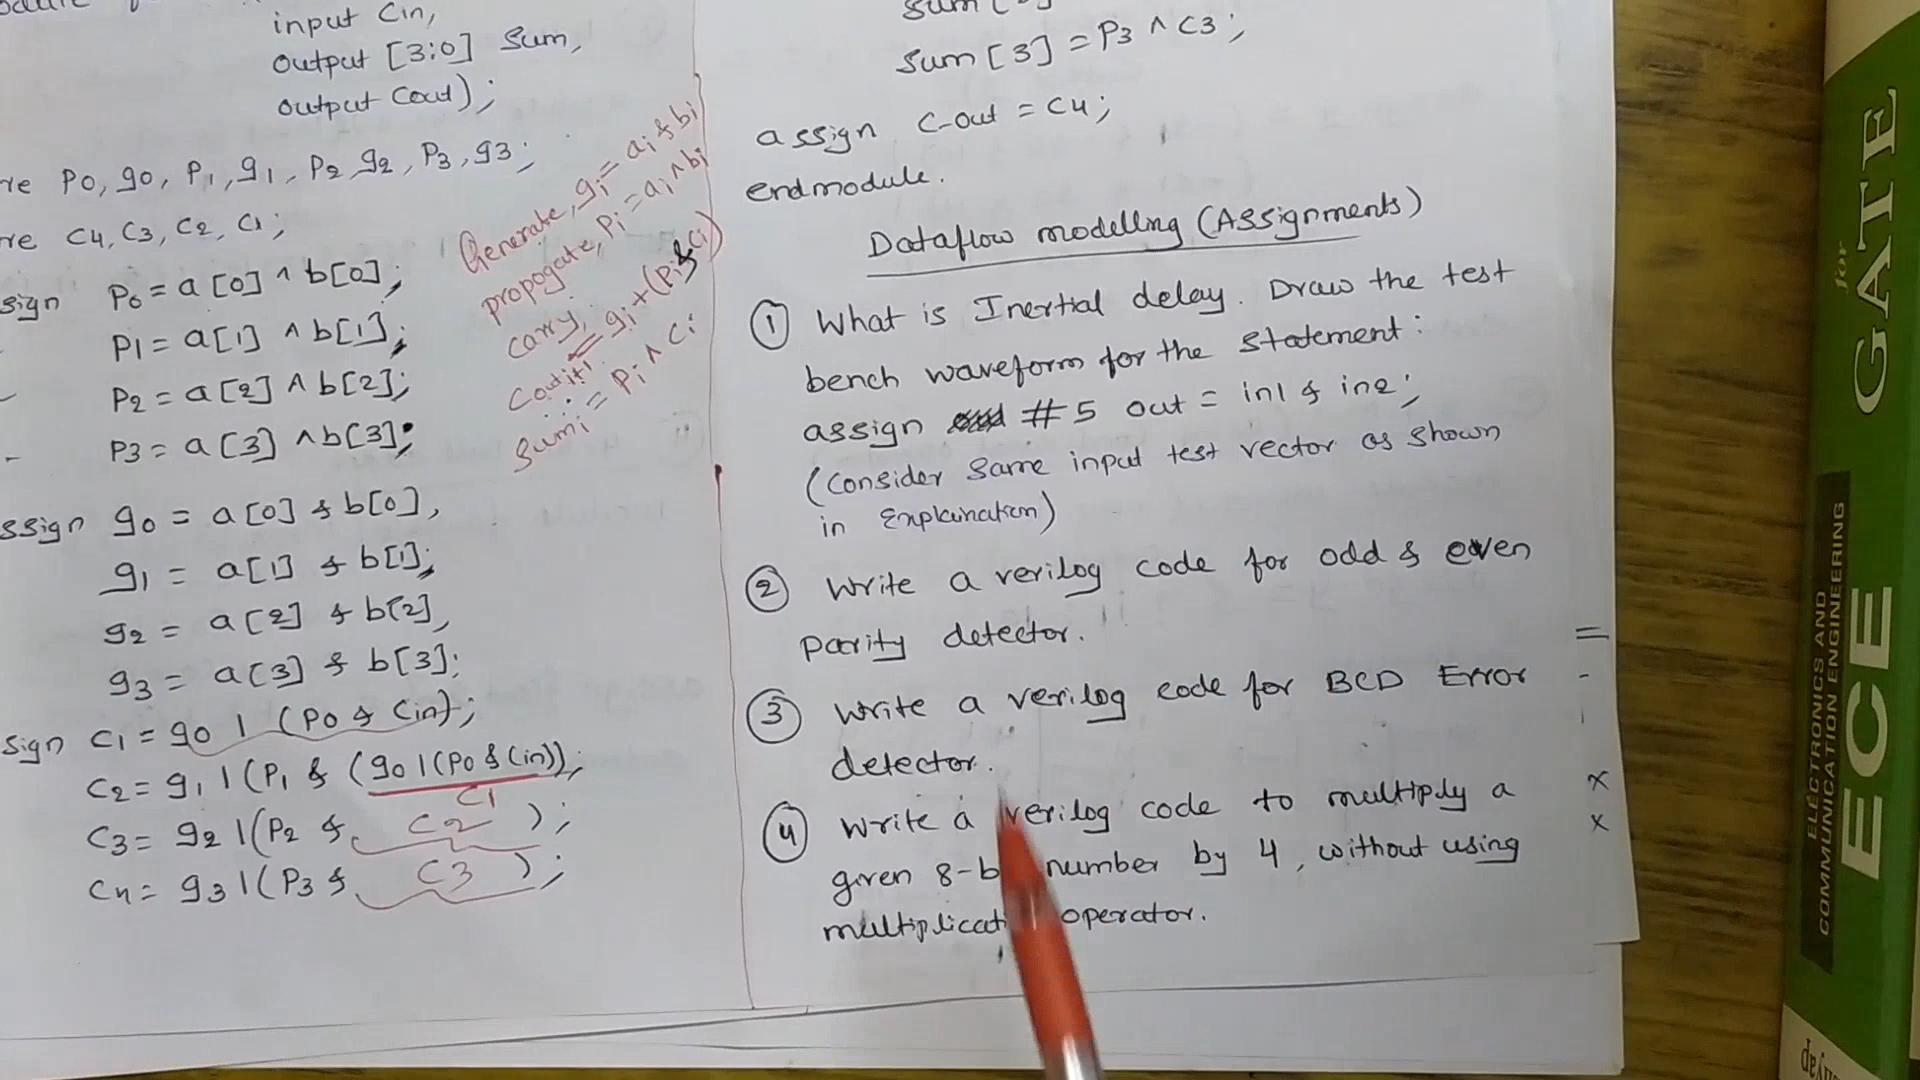 input Cin,
output [3:0] Sum,
output Cout);
re P0, g0, P1, g1, P2, g2, P3, g3;
re C4, C3, C2, C1;
sign P0 = a[0] ^ b[0];
P1 = a[1] ^ b[1];
P2 = a[2] ^ b[2];
P3 = a[3] ^ b[3];
ssign g0 = a[0] & b[0],
g1 = a[1] & b[1];
g2 = a[2] & b[2],
g3 = a[3] & b[3];
sign C1 = g0 | (P0 & Cin);
C2 = g1 | (P1 & (g0 | (P0 & Cin));
C1
C3 = g2 | (P2 & C2 );
C4 = g3 | (P3 & C3 );
Generate, gi = ai & bi
propogate, Pi = ai ^ bi
carry,
Couti+1 = gi + (Pi & Ci)
∴ Sumi = Pi ^ Ci
Sum [3] = P3 ^ C3;
assign C-out = C4;
endmodule.
Dataflow modelling (Assignments)
1 What is Inertial delay. Draw the test
bench waveform for the statement:
assign #5 out = in1 & in2;
(Consider same input test vector as shown
in Explanation)
2 Write a verilog code for odd & even
parity detector.
3 Write a verilog code for BCD Error
detector.
4 Write a verilog code to multiply a
given 8-b number by 4, without using
multiplicati operator.
for
GATE
ELECTRONICS AND
COMMUNICATION ENGINEERING
ECE